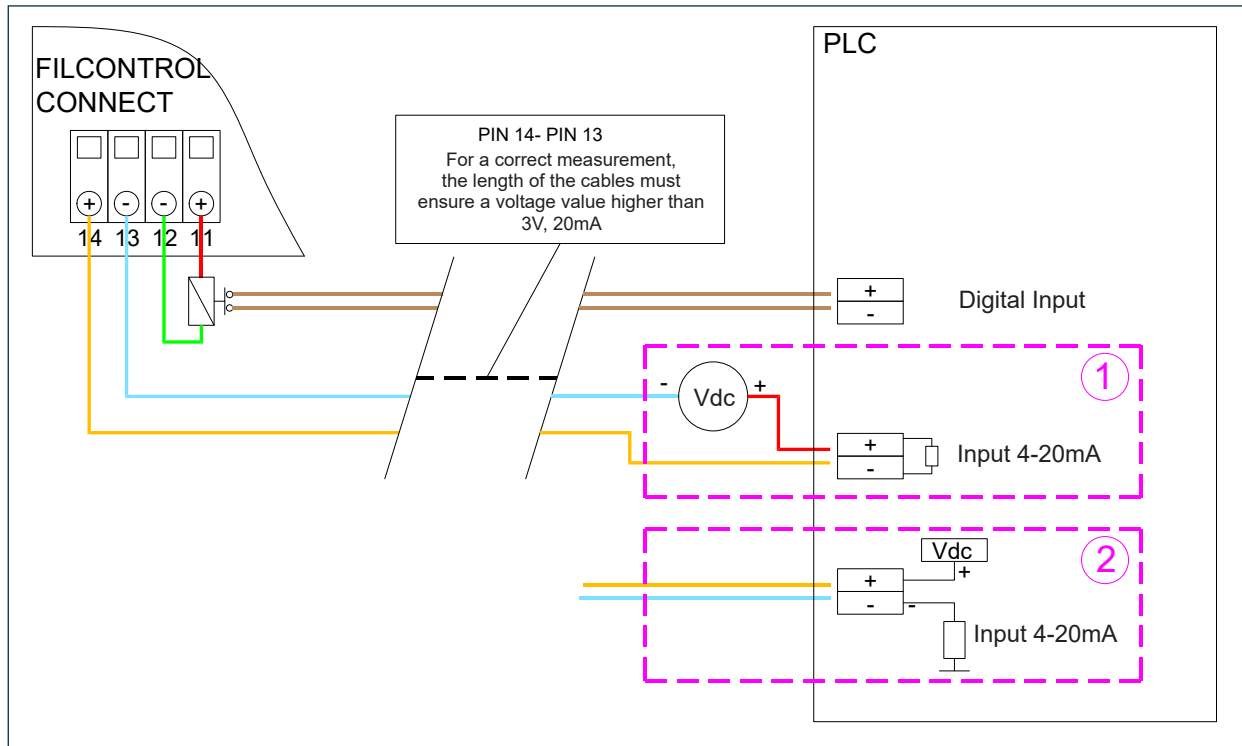 FILCONTROL
CONNECT
+ - - +
14 13 12 11
PIN 14- PIN 13
For a correct measurement,
the length of the cables must
ensure a voltage value higher than
3V, 20mA
PLC
+
-
Digital Input
1
- Vdc +
+
-
Input 4-20mA
2
Vdc
+
+
- -
Input 4-20mA